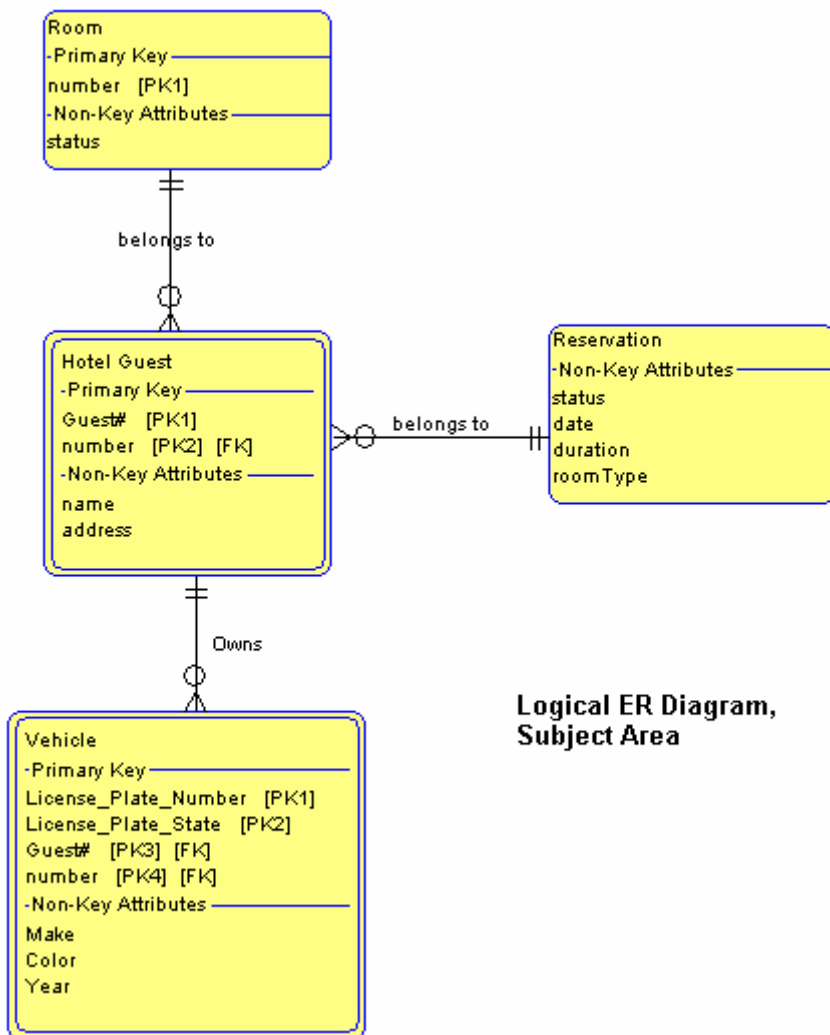 Room
-Primary Key
number [PK1]
-Non-Key Attributes
status
belongs to
Hotel Guest
-Primary Key
Guest# [PK1]
number [PK2] [FK]
-Non-Key Attributes
name
address
belongs to
Reservation
-Non-Key Attributes
status
date
duration
roomType
Owns
Vehicle
-Primary Key
License_Plate_Number [PK1]
License_Plate_State [PK2]
Guest# [PK3] [FK]
number [PK4] [FK]
-Non-Key Attributes
Make
Color
Year
Logical ER Diagram,
Subject Area